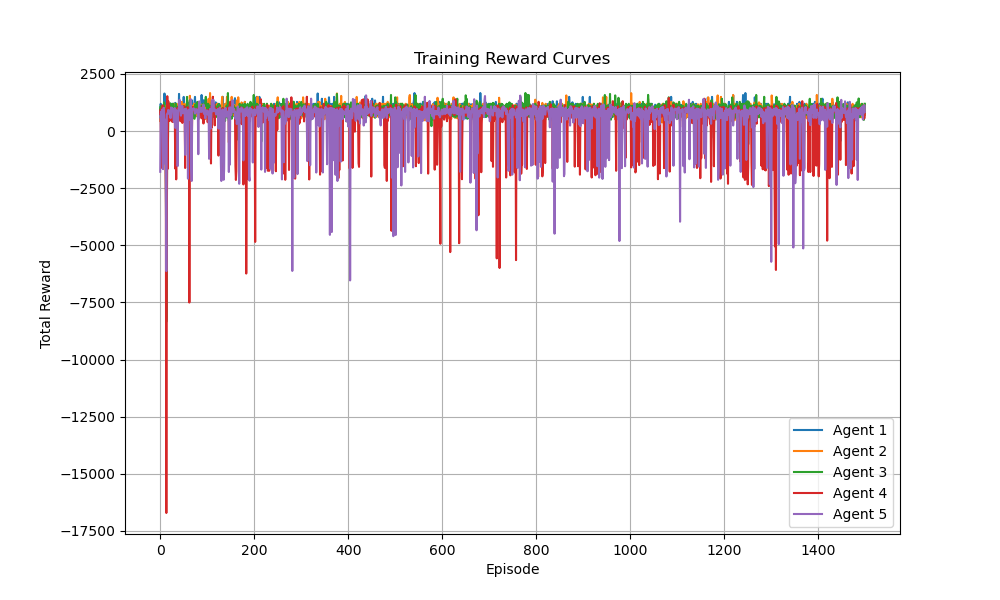 Training Reward Curves
2500
0
−2500
−5000
−7500
−10000
−12500
−15000
−17500
Total Reward
0 200 400 600 800 1000 1200 1400
Episode
Agent 1
Agent 2
Agent 3
Agent 4
Agent 5